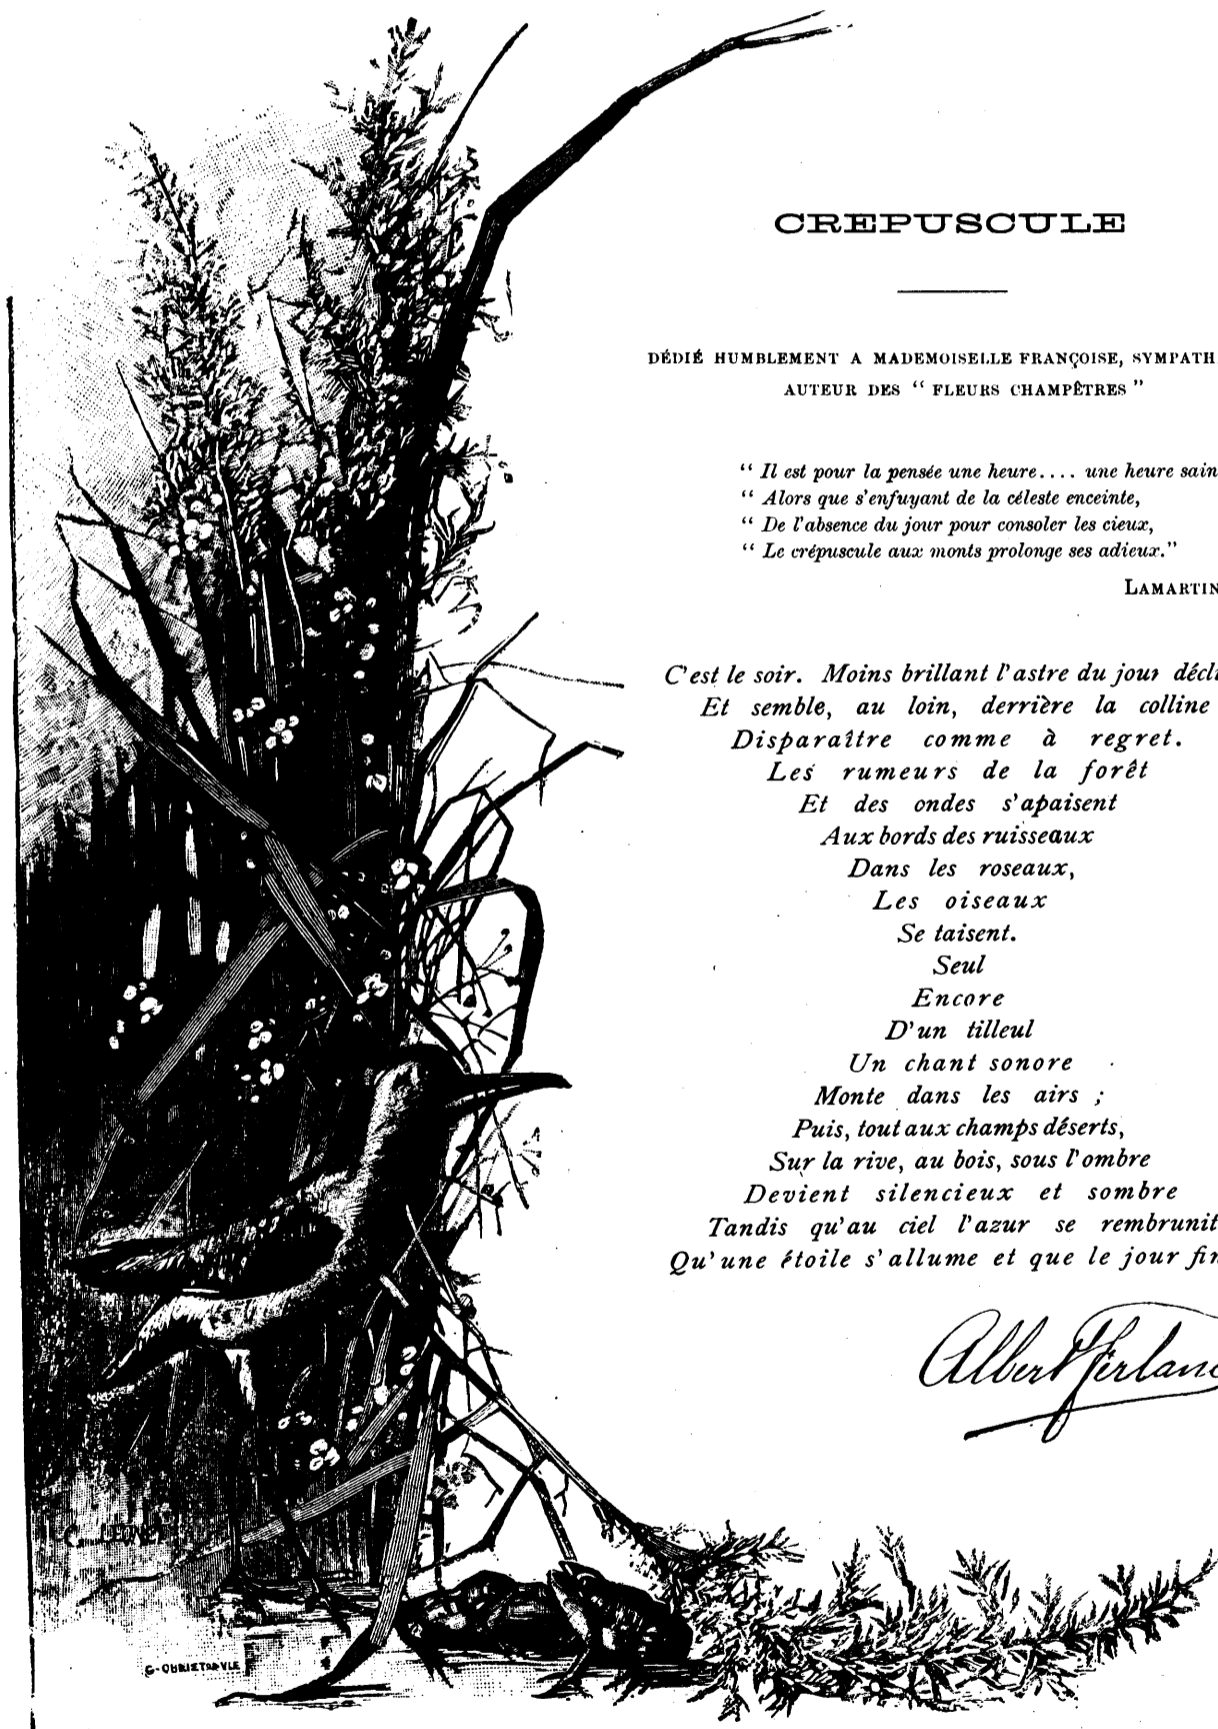 CREPUSCULE
DÉDIÉ HUMBLEMENT A MADEMOISELLE FRANÇOISE, SYMPATH
AUTEUR DES “ FLEURS CHAMPÊTRES ”
“ Il est pour la pensée une heure.... une heure sain
“ Alors que s'enfuyant de la céleste enceinte,
“ De l'absence du jour pour consoler les cieux,
“ Le crépuscule aux monts prolonge ses adieux.”
LAMARTIN
C'est le soir. Moins brillant l'astre du jour décli
Et semble, au loin, derrière la colline
Disparaître comme à regret.
Les rumeurs de la forêt
Et des ondes s'apaisent
Aux bords des ruisseaux
Dans les roseaux,
Les oiseaux
Se taisent.
Seul
Encore
D'un tilleul
Un chant sonore
Monte dans les airs ;
Puis, tout aux champs déserts,
Sur la rive, au bois, sous l'ombre
Devient silencieux et sombre
Tandis qu'au ciel l'azur se rembrunit
Qu'une étoile s'allume et que le jour fin
Albert Ferland